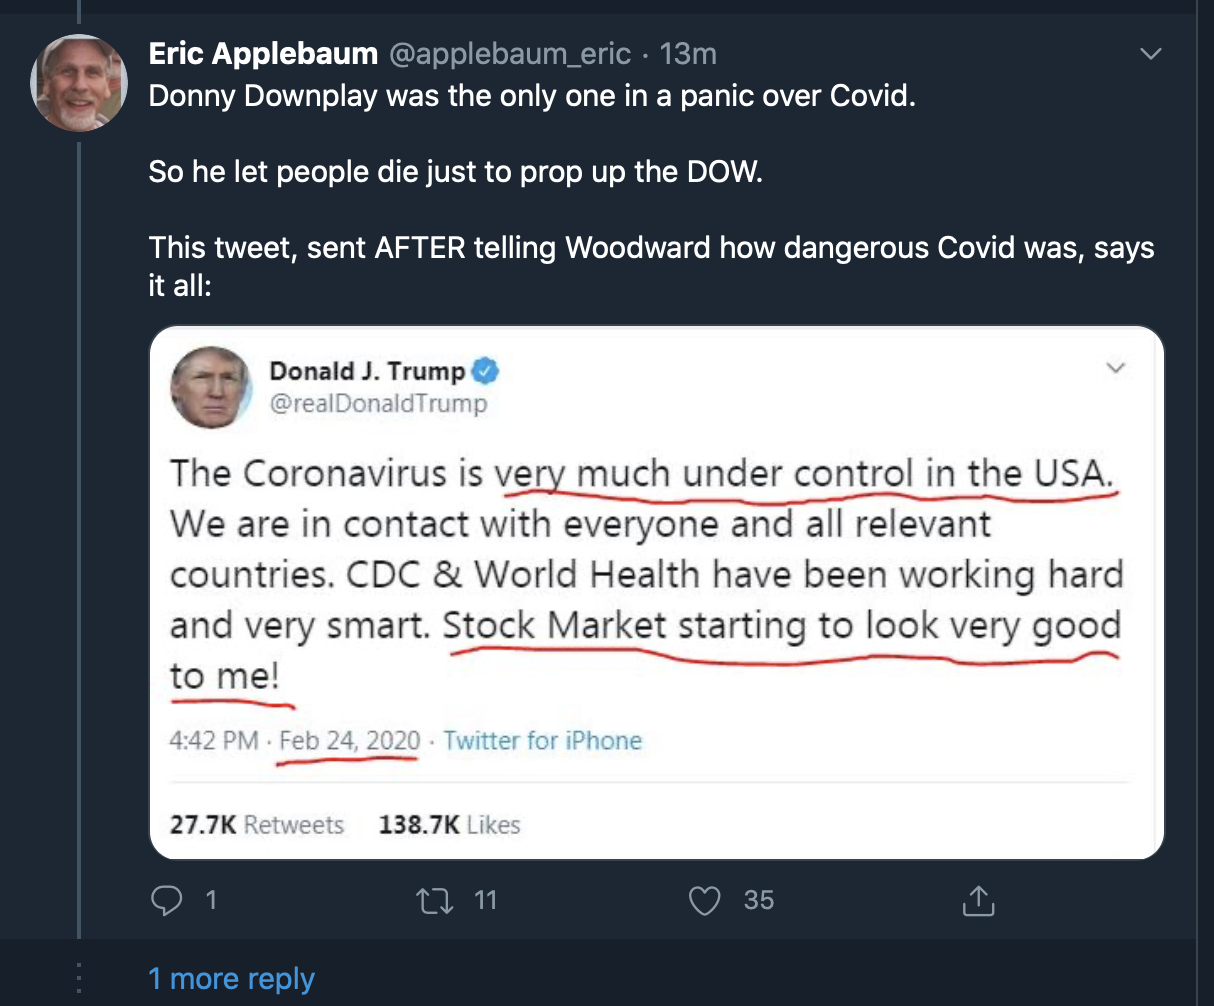 Eric Applebaum @applebaum_eric · 13m
Donny Downplay was the only one in a panic over Covid.
So he let people die just to prop up the DOW.
This tweet, sent AFTER telling Woodward how dangerous Covid was, says
it all:
Donald J. Trump
@realDonaldTrump
The Coronavirus is very much under control in the USA.
We are in contact with everyone and all relevant
countries. CDC & World Health have been working hard
and very smart. Stock Market starting to look very good
to me!
4:42 PM · Feb 24, 2020 · Twitter for iPhone
27.7K Retweets 138.7K Likes
1 11 35
1 more reply